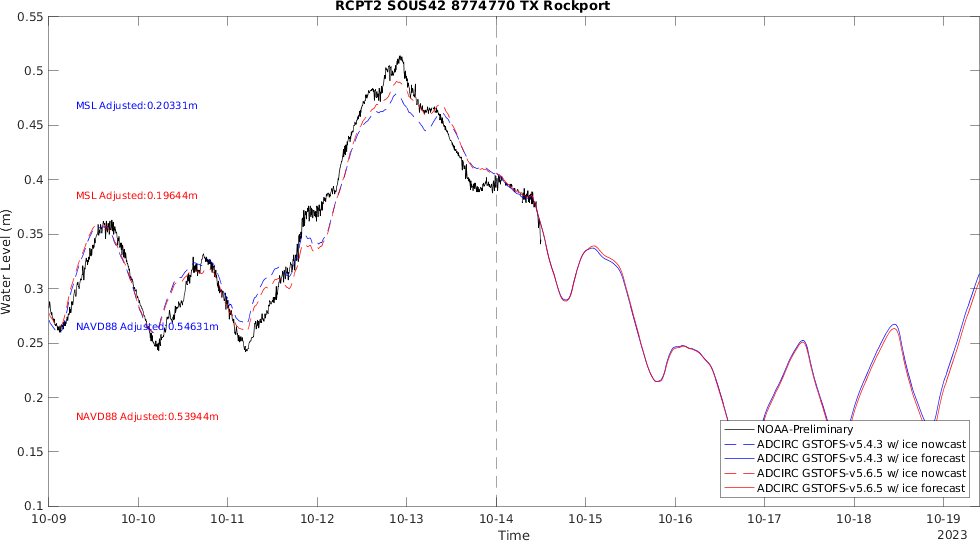 RCPT2 SOUS42 8774770 TX Rockport
0.55
0.5
0.45
0.4
0.35
0.3
0.25
0.2
0.15
0.1
Water Level (m)
MSL Adjusted:0.20331m
MSL Adjusted:0.19644m
NAVD88 Adjusted:0.54631m
NAVD88 Adjusted:0.53944m
NOAA-Preliminary
ADCIRC GSTOFS-v5.4.3 w/ ice nowcast
ADCIRC GSTOFS-v5.4.3 w/ ice forecast
ADCIRC GSTOFS-v5.6.5 w/ ice nowcast
ADCIRC GSTOFS-v5.6.5 w/ ice forecast
10-09 10-10 10-11 10-12 10-13 10-14 10-15 10-16 10-17 10-18 10-19
Time
2023